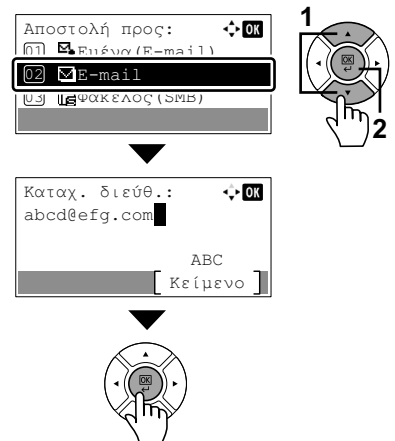 Αποστολή προς: OK
01 Εμένα(E-mail)
02 E-mail
03 Φάκελος(SMB)
1
OK
2
Καταχ. διεύθ.: OK
abcd@efg.com
ABC
[ Κείμενο ]
OK